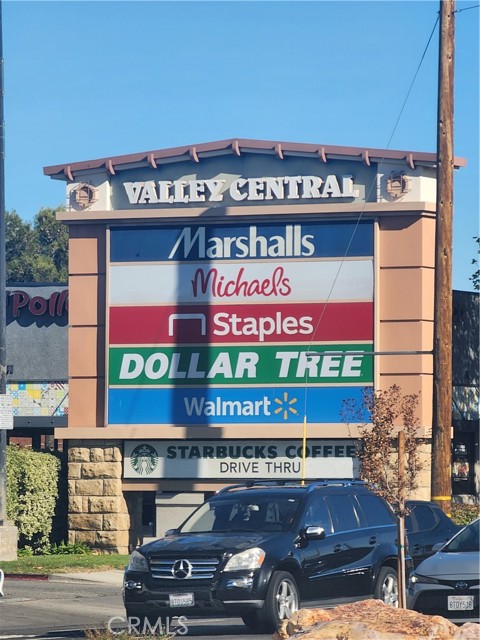 VALLEY CENTRAL
Marshalls
Michaels
Staples
DOLLAR TREE
Walmart
STARBUCKS COFFEE
DRIVE THRU
CRMLS